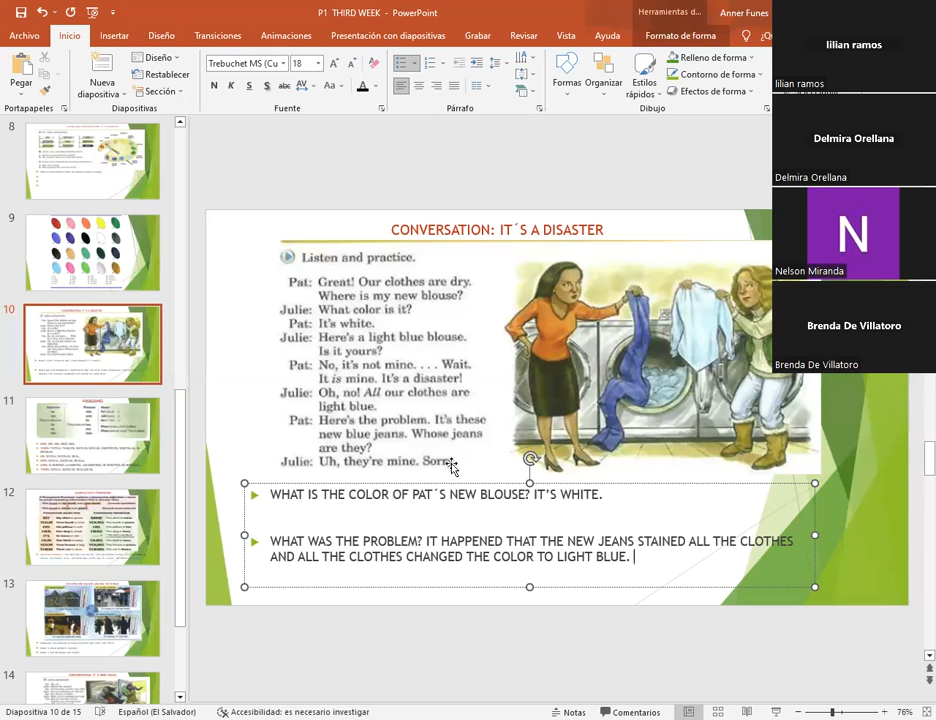 P1 THIRD WEEK - PowerPoint
Herramientas d...
Anner Funes
Archivo
Inicio
Insertar
Diseño
Transiciones
Animaciones
Presentación con diapositivas
Grabar
Revisar
Vista
Ayuda
Formato de forma
Pegar
Portapapeles
Nueva
diapositiva
Diseño
Restablecer
Sección
Diapositivas
Trebuchet MS (Cu
18
N K S abc AV Aa A
Fuente
Párrafo
Formas
Organizar
Estilos
rápidos
Relleno de forma
Contorno de forma
Efectos de forma
Dibujo
lilian ramos
lilian ramos
Delmira Orellana
Delmira Orellana
N
Nelson Miranda
Brenda De Villatoro
Brenda De Villatoro
8
9
10
11
12
13
14
CONVERSATION: IT´S A DISASTER
Listen and practice.
Pat: Great! Our clothes are dry.
Where is my new blouse?
Julie: What color is it?
Pat: It's white.
Julie: Here's a light blue blouse.
Is it yours?
Pat: No, it's not mine. . . . Wait.
It is mine. It's a disaster!
Julie: Oh, no! All our clothes are
light blue.
Pat: Here's the problem. It's these
new blue jeans. Whose jeans
are they?
Julie: Uh, they're mine. Sorry
WHAT IS THE COLOR OF PAT´S NEW BLOUSE? IT'S WHITE.
WHAT WAS THE PROBLEM? IT HAPPENED THAT THE NEW JEANS STAINED ALL THE CLOTHES
AND ALL THE CLOTHES CHANGED THE COLOR TO LIGHT BLUE.
Diapositiva 10 de 15
Español (El Salvador)
Accesibilidad: es necesario investigar
Notas
Comentarios
76%